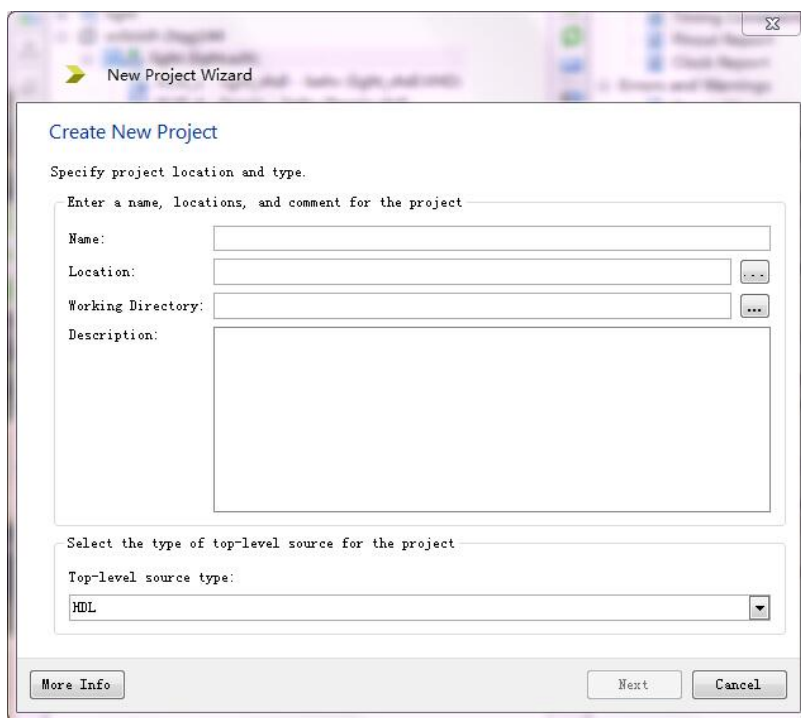 New Project Wizard
Create New Project
Specify project location and type.
Enter a name, locations, and comment for the project
Name:
Location:
...
Working Directory:
...
Description:
Select the type of top-level source for the project
Top-level source type:
HDL
More Info
Next
Cancel